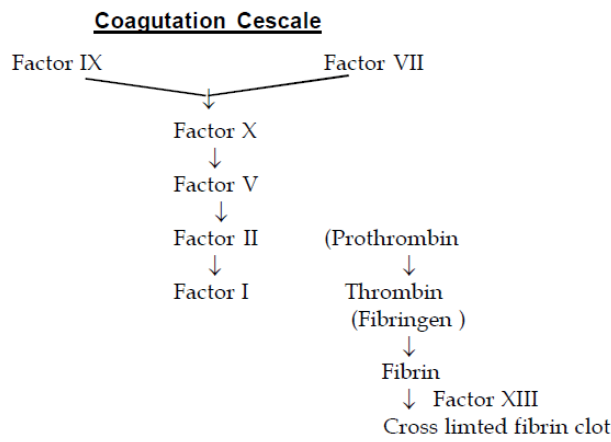 Coagutation Cescale
Factor IX Factor VII
↓
Factor X
↓
Factor V
↓
Factor II (Prothrombin
↓ ↓
Factor I Thrombin
(Fibringen )
↓
Fibrin
↓ Factor XIII
Cross limted fibrin clot